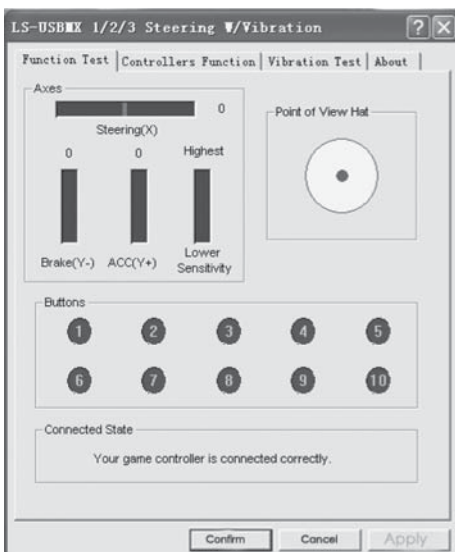 LS-USBMX 1/2/3 Steering W/Vibration
Function Test Controllers Function Vibration Test About
Axes
0
Steering(X)
0 0 Highest
Brake(Y-) ACC(Y+) Lower
Sensitivity
Point of View Hat
Buttons
1 2 3 4 5
6 7 8 9 10
Connected State
Your game controller is connected correctly.
Confirm Cancel Apply